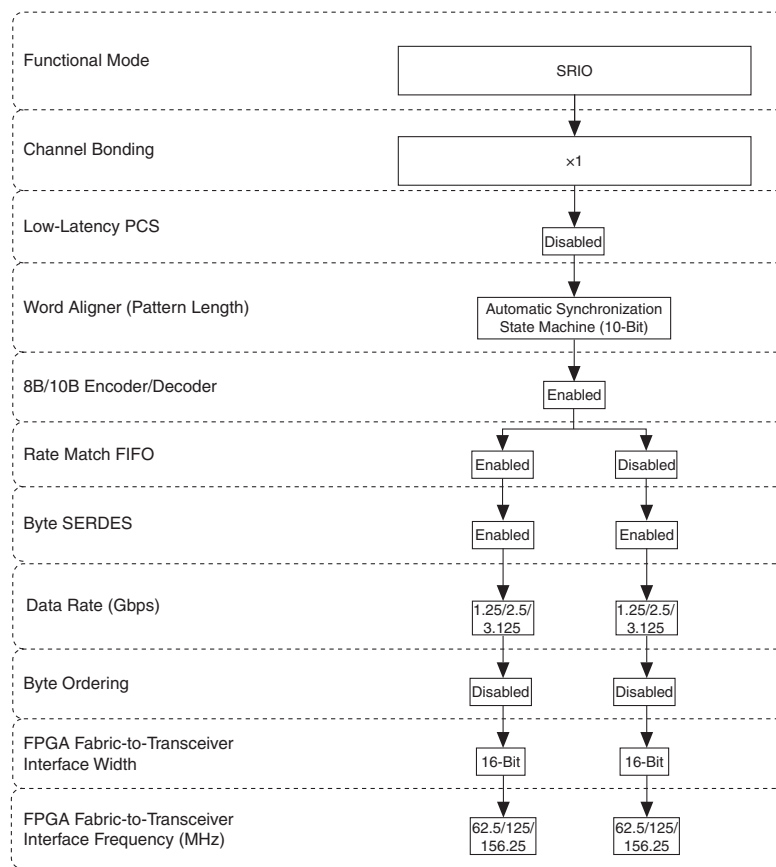 Functional Mode
SRIO
Channel Bonding
×1
Low-Latency PCS
Disabled
Word Aligner (Pattern Length)
Automatic Synchronization
State Machine (10-Bit)
8B/10B Encoder/Decoder
Enabled
Rate Match FIFO
Enabled
Disabled
Byte SERDES
Enabled
Enabled
Data Rate (Gbps)
1.25/2.5/
3.125
1.25/2.5/
3.125
Byte Ordering
Disabled
Disabled
FPGA Fabric-to-Transceiver
Interface Width
16-Bit
16-Bit
FPGA Fabric-to-Transceiver
Interface Frequency (MHz)
62.5/125/
156.25
62.5/125/
156.25